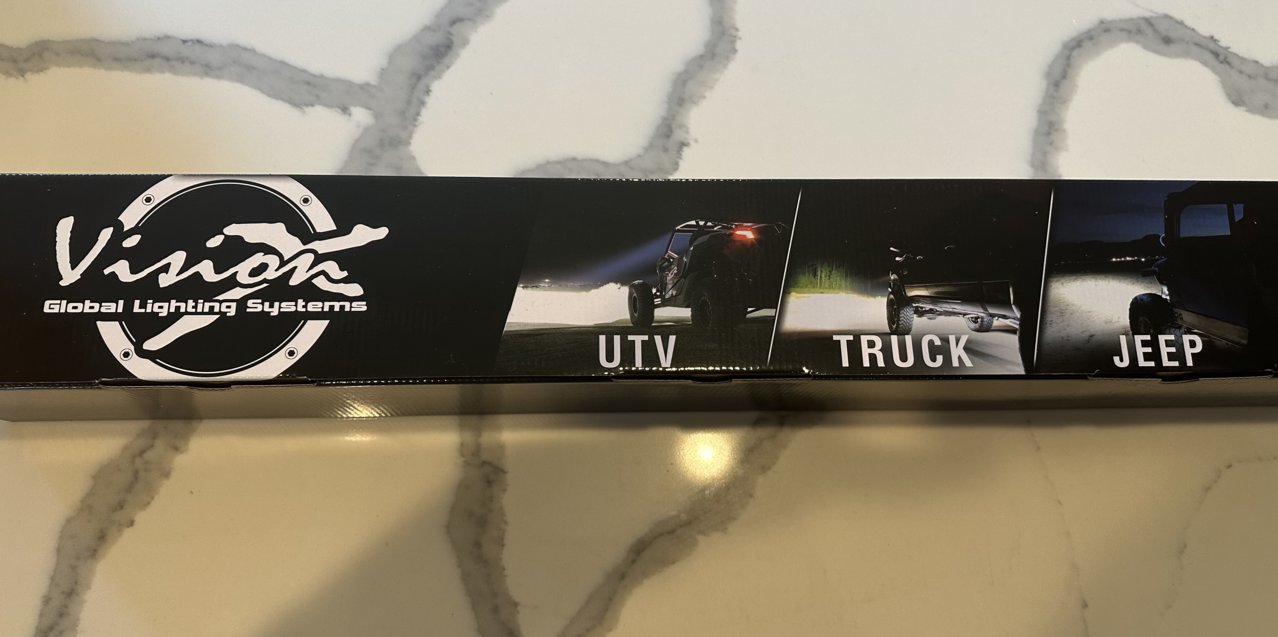 Vision X
Global Lighting Systems
UTV
TRUCK
JEEP